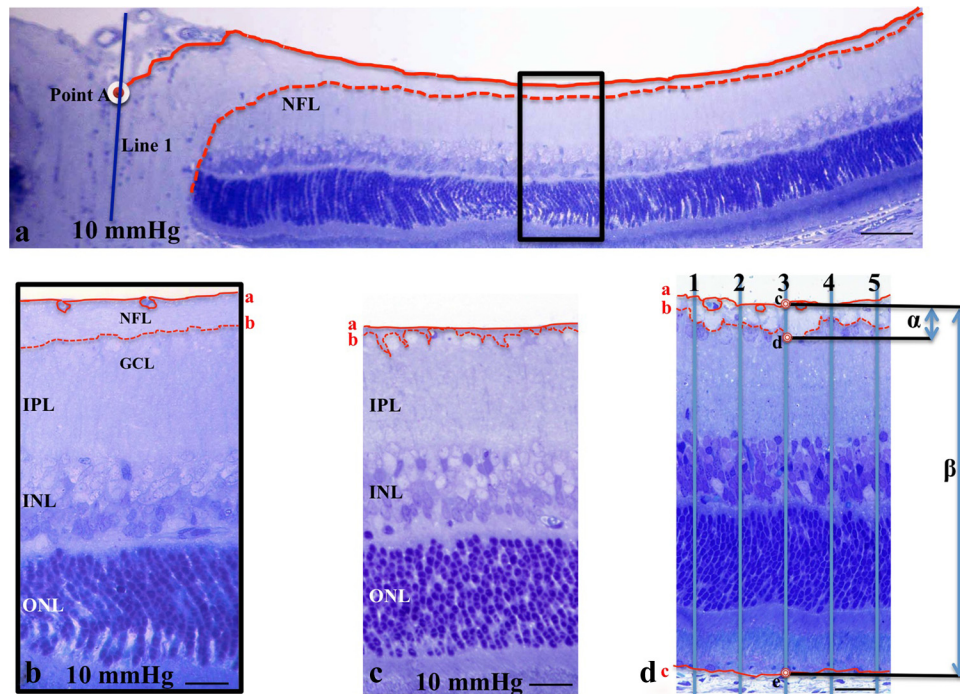 Point A
NFL
Line 1
10 mmHg
a
a
NFL
b
GCL
IPL
INL
ONL
b
10 mmHg
a
b
IPL
INL
ONL
c
10 mmHg
1 2 3 4 5
a
c
b
α
d
β
d
c
e